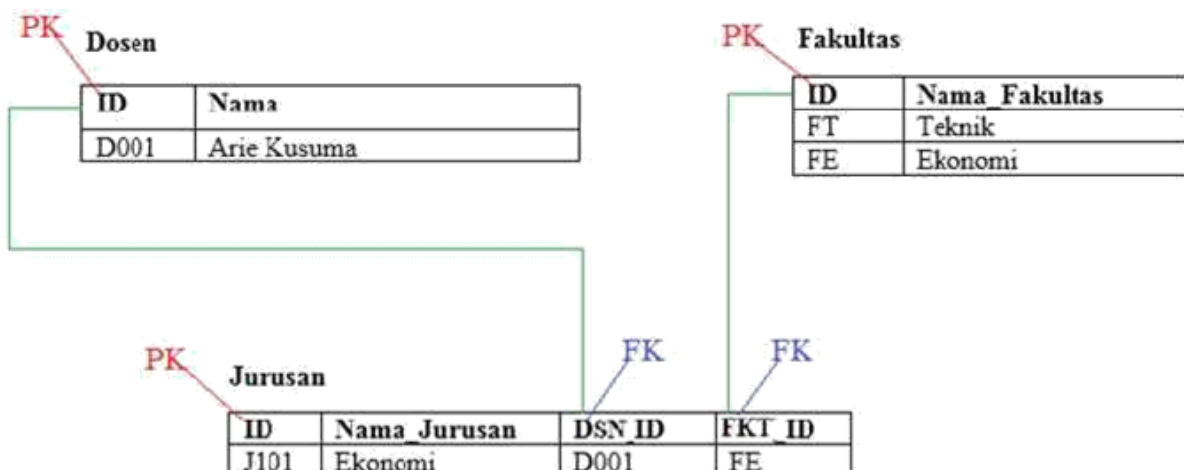 PK Dosen
ID Nama
D001 Arie Kusuma
PK Fakultas
ID Nama_Fakultas
FT Teknik
FE Ekonomi
FK FK
PK Jurusan
ID Nama_Jurusan DSN_ID FKT_ID
J101 Ekonomi D001 FE